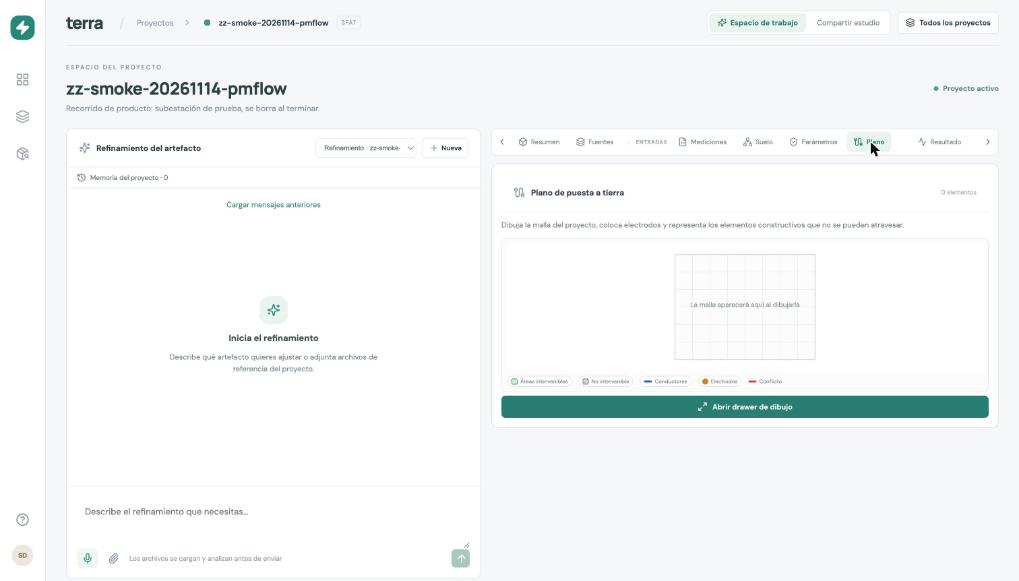 terra / Proyectos > zz-smoke-20261114-pmflow SPAT
Espacio de trabajo
Compartir estudio
Todos los proyectos
ESPACIO DEL PROYECTO
zz-smoke-20261114-pmflow
Recorrido de producto: subestación de prueba, se borra al terminar.
Proyecto activo
Refinamiento del artefacto
Refinamiento · zz-smoke-
Nueva
Memoria del proyecto · 0
Cargar mensajes anteriores
Inicia el refinamiento
Describe qué artefacto quieres ajustar o adjunta archivos de
referencia del proyecto.
Describe el refinamiento que necesitas...
Los archivos se cargan y analizan antes de enviar
SD
Resumen
Fuentes
ENTRADAS
Mediciones
Suelo
Parámetros
Plano
Resultado
Plano de puesta a tierra
0 elementos
Dibuja la malla del proyecto, coloca electrodos y representa los elementos constructivos que no se pueden atravesar.
La malla aparecerá aquí al dibujarla
Áreas intervenibles
No intervenible
Conductores
Electrodos
Conflicto
Abrir drawer de dibujo